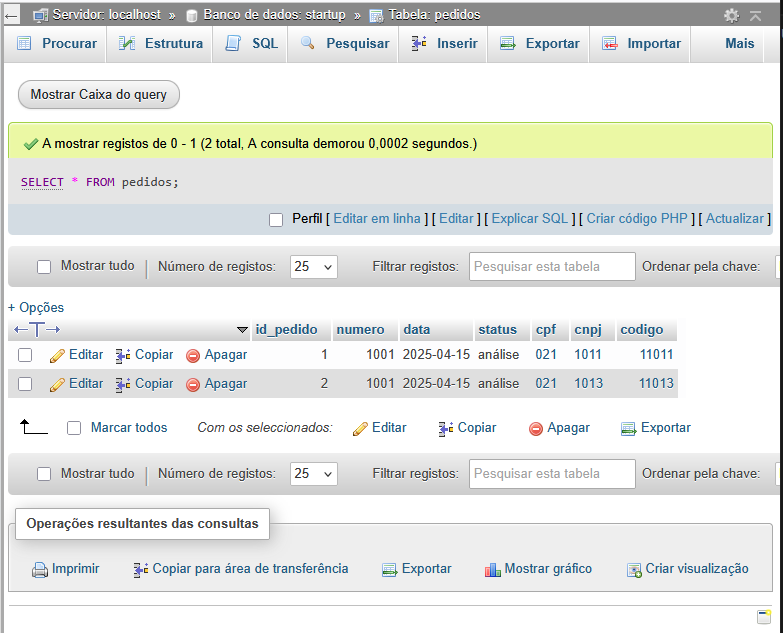 Servidor: localhost » Banco de dados: startup » Tabela: pedidos
Procurar Estrutura SQL Pesquisar Inserir Exportar Importar Mais
Mostrar Caixa do query
A mostrar registos de 0 - 1 (2 total, A consulta demorou 0,0002 segundos.)
SELECT * FROM pedidos;
Perfil [ Editar em linha ] [ Editar ] [ Explicar SQL ] [ Criar código PHP ] [ Actualizar ]
Mostrar tudo | Número de registos: 25 Filtrar registos: Pesquisar esta tabela Ordenar pela chave:
+ Opções
←T→ id_pedido numero data status cpf cnpj codigo
Editar Copiar Apagar 1 1001 2025-04-15 análise 021 1011 11011
Editar Copiar Apagar 2 1001 2025-04-15 análise 021 1013 11013
Marcar todos Com os seleccionados: Editar Copiar Apagar Exportar
Mostrar tudo | Número de registos: 25 Filtrar registos: Pesquisar esta tabela Ordenar pela chave:
Operações resultantes das consultas
Imprimir Copiar para área de transferência Exportar Mostrar gráfico Criar visualização